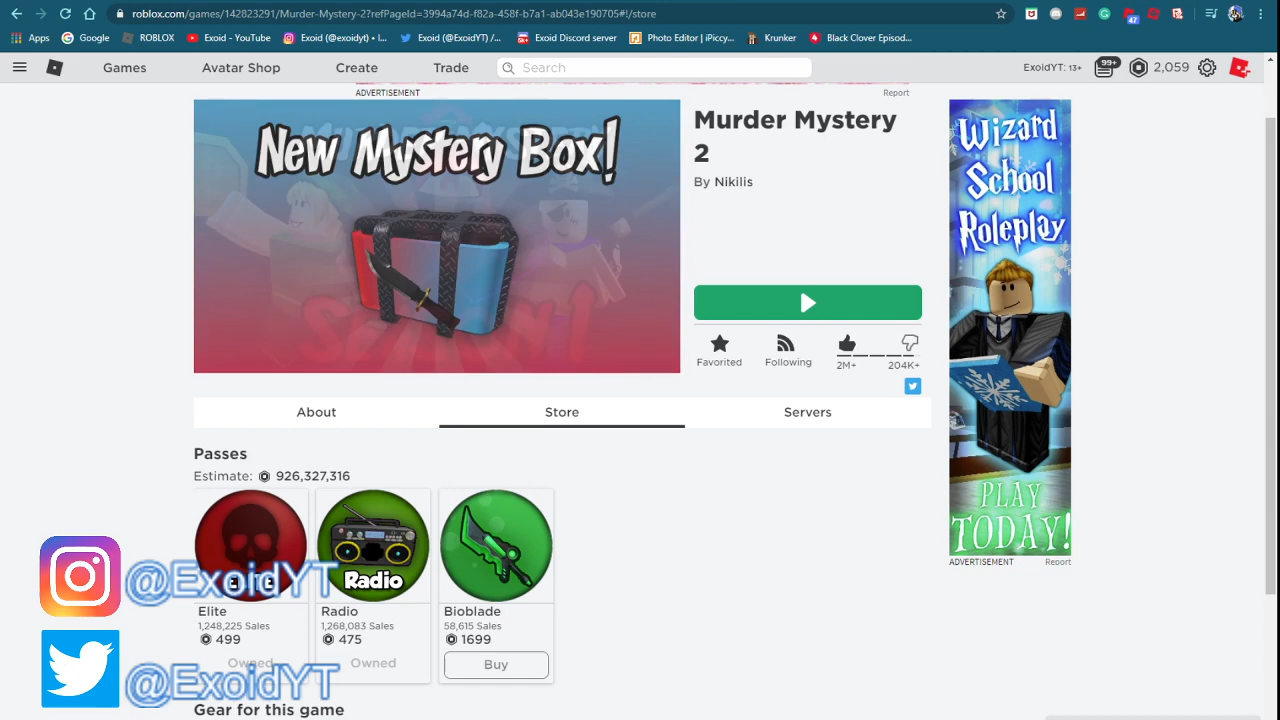 roblox.com/games/142823291/Murder-Mystery-2?refPageId=3994a74d-f82a-458f-b7a1-ab043e190705#!/store
47
Apps Google ROBLOX Exoid - YouTube Exoid (@exoidyt) • I... Exoid (@ExoidYT) /... Exoid Discord server Photo Editor | iPiccy... Krunker Black Clover Episod...
Games Avatar Shop Create Trade Search ExoidYT: 13+ 99+ 2,059
ADVERTISEMENT Report
New Mystery Box!
Murder Mystery
2
By Nikilis
Favorited Following 2M+ 204K+
Wizard
School
Roleplay
PLAY
TODAY!
ADVERTISEMENT Report
About Store Servers
Passes
Estimate: 926,327,316
Radio
Elite Radio Bioblade
1,248,225 Sales 1,268,083 Sales 58,615 Sales
499 475 1699
Owned Owned Buy
@ExoidYT
@ExoidYT
Gear for this game